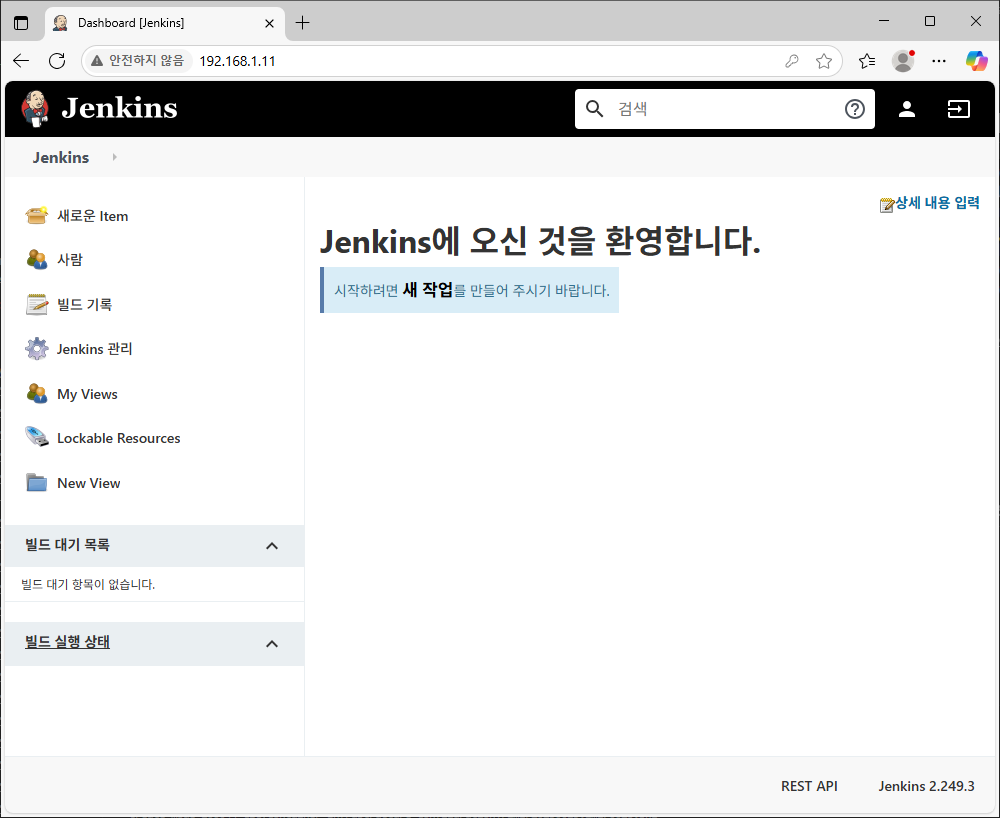 Dashboard [Jenkins]
안전하지 않음 192.168.1.11
Jenkins
검색
Jenkins
상세 내용 입력
새로운 Item
사람
빌드 기록
Jenkins 관리
My Views
Lockable Resources
New View
빌드 대기 목록
빌드 대기 항목이 없습니다.
빌드 실행 상태
Jenkins에 오신 것을 환영합니다.
시작하려면 새 작업를 만들어 주시기 바랍니다.
REST API Jenkins 2.249.3